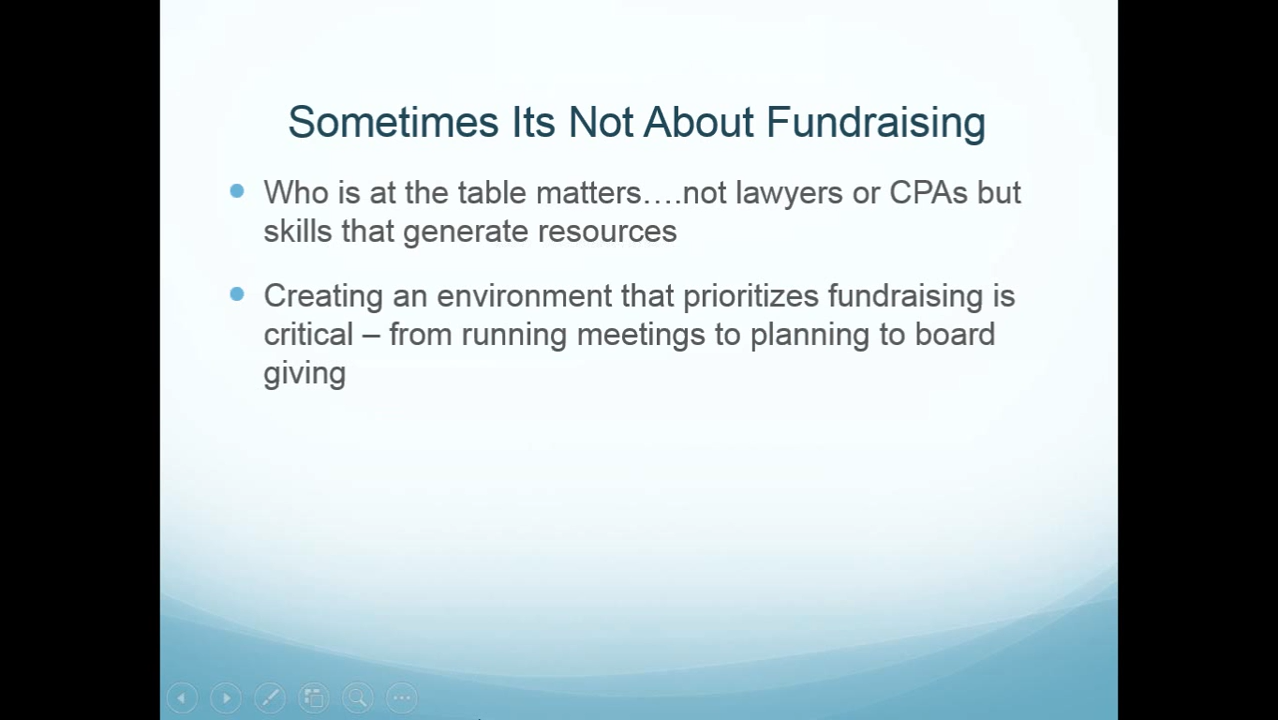 Sometimes Its Not About Fundraising
Who is at the table matters….not lawyers or CPAs but
skills that generate resources
Creating an environment that prioritizes fundraising is
critical – from running meetings to planning to board
giving